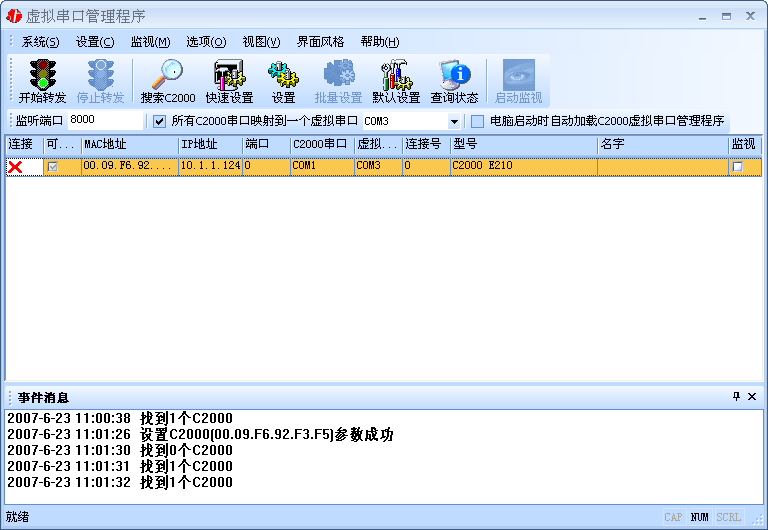 虚拟串口管理程序
系统(S) 设置(C) 监视(M) 选项(O) 视图(V) 界面风格 帮助(H)
开始转发 停止转发 搜索C2000 快速设置 设置 批量设置 默认设置 查询状态 启动监视
监听端口 8000 所有C2000串口映射到一个虚拟串口 COM3 电脑启动时自动加载C2000虚拟串口管理程序
连接 可... MAC地址 IP地址 端口 C2000串口 虚拟... 连接号 型号 名字 监视
00.09.F6.92.... 10.1.1.124 0 COM1 COM3 0 C2000 E210
事件消息
2007-6-23 11:00:38 找到1个C2000
2007-6-23 11:01:26 设置C2000(00.09.F6.92.F3.F5)参数成功
2007-6-23 11:01:30 找到0个C2000
2007-6-23 11:01:31 找到1个C2000
2007-6-23 11:01:32 找到1个C2000
就绪 CAP NUM SCRL